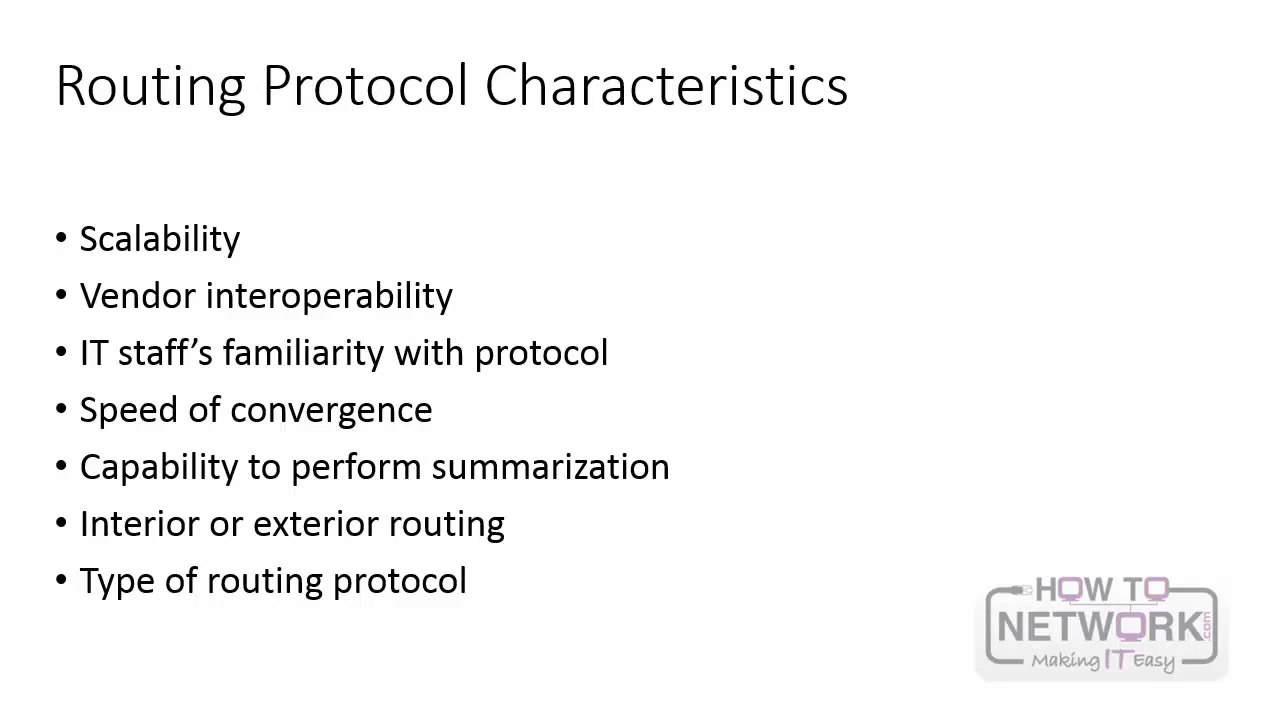 Routing Protocol Characteristics
• Scalability
• Vendor interoperability
• IT staff’s familiarity with protocol
• Speed of convergence
• Capability to perform summarization
• Interior or exterior routing
• Type of routing protocol
HOW TO
NETWORK.com
Making IT Easy